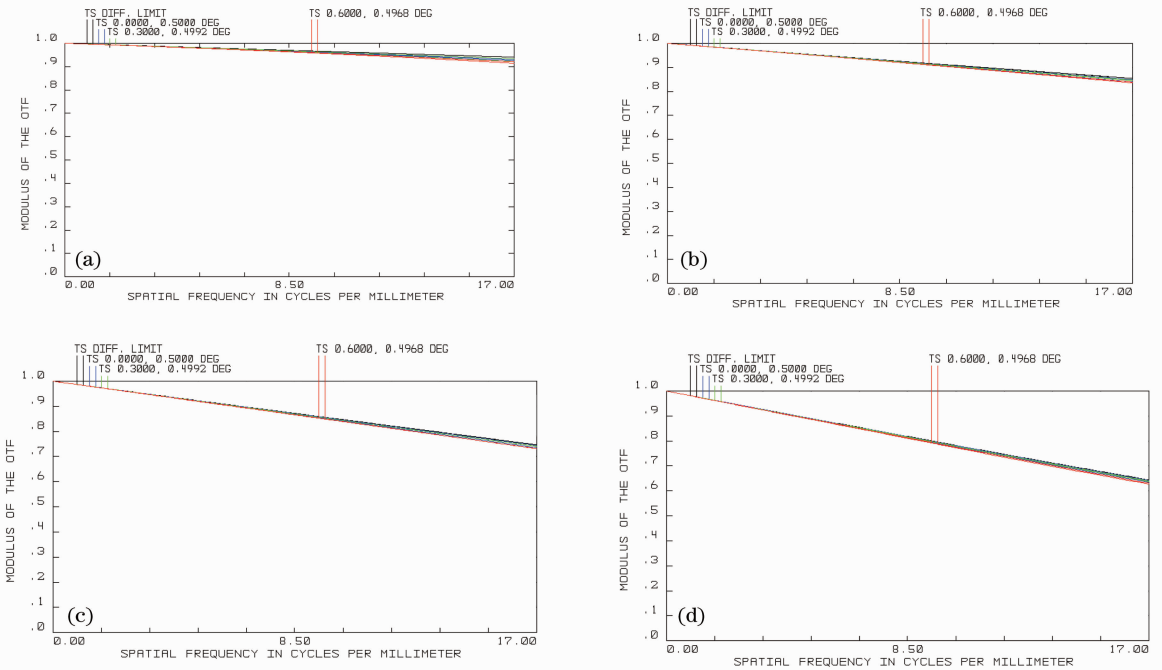 TS DIFF. LIMIT
TS 0.0000, 0.5000 DEG
TS 0.3000, 0.4992 DEG
TS 0.6000, 0.4968 DEG
1.0
.9
.8
.7
.6
.5
.4
.3
.2
.1
.0
MODULUS OF THE OTF
(a)
0.00
8.50
17.00
SPATIAL FREQUENCY IN CYCLES PER MILLIMETER
TS DIFF. LIMIT
TS 0.0000, 0.5000 DEG
TS 0.3000, 0.4992 DEG
TS 0.6000, 0.4968 DEG
1.0
.9
.8
.7
.6
.5
.4
.3
.2
.1
.0
MODULUS OF THE OTF
(b)
0.00
8.50
17.00
SPATIAL FREQUENCY IN CYCLES PER MILLIMETER
TS DIFF. LIMIT
TS 0.0000, 0.5000 DEG
TS 0.3000, 0.4992 DEG
TS 0.6000, 0.4968 DEG
1.0
.9
.8
.7
.6
.5
.4
.3
.2
.1
.0
MODULUS OF THE OTF
(c)
0.00
8.50
17.00
SPATIAL FREQUENCY IN CYCLES PER MILLIMETER
TS DIFF. LIMIT
TS 0.0000, 0.5000 DEG
TS 0.3000, 0.4992 DEG
TS 0.6000, 0.4968 DEG
1.0
.9
.8
.7
.6
.5
.4
.3
.2
.1
.0
MODULUS OF THE OTF
(d)
0.00
8.50
17.00
SPATIAL FREQUENCY IN CYCLES PER MILLIMETER